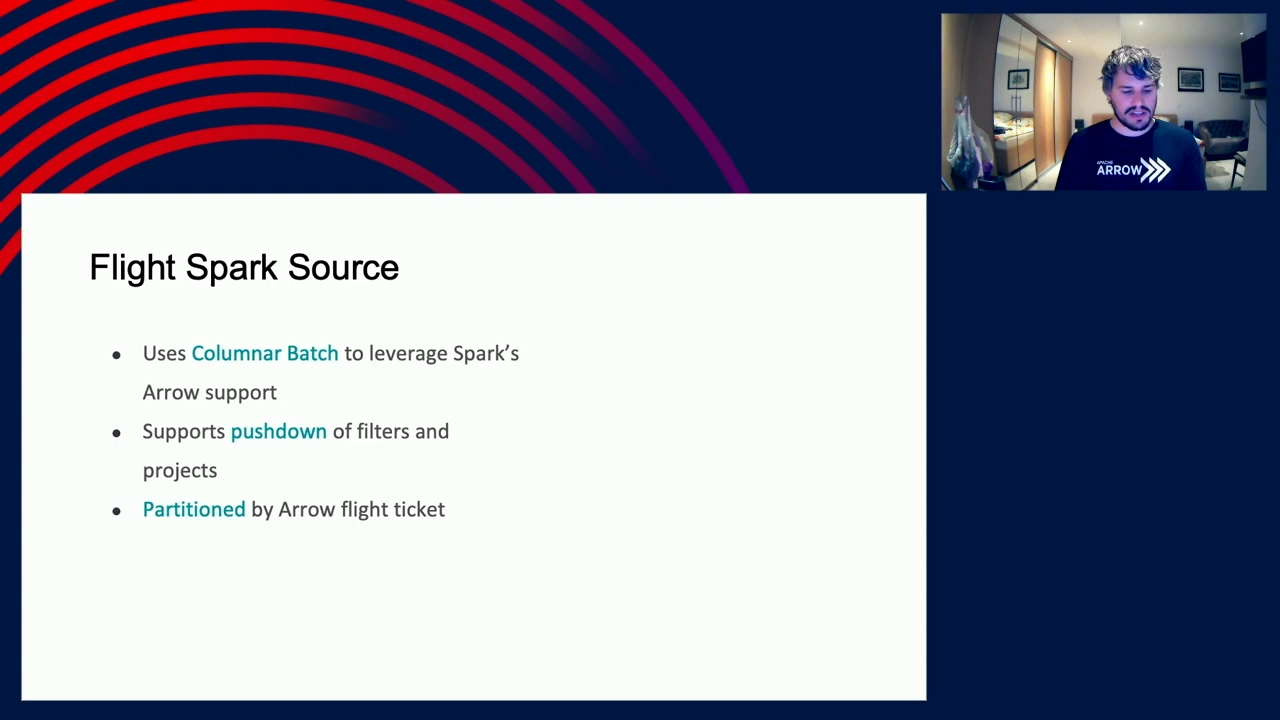 APACHE
ARROW
Flight Spark Source
● Uses Columnar Batch to leverage Spark’s
Arrow support
● Supports pushdown of filters and
projects
● Partitioned by Arrow flight ticket